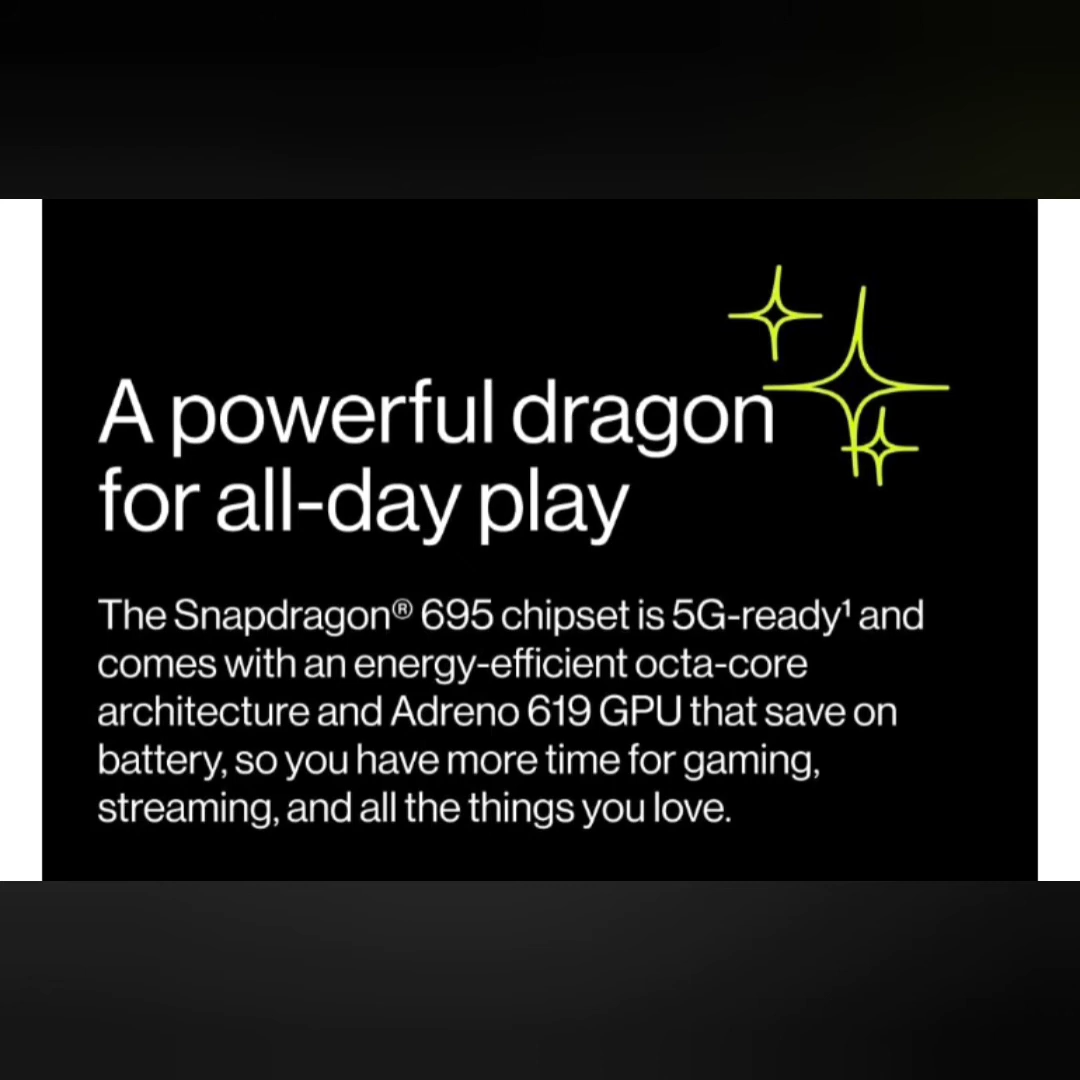 A powerful dragon
for all-day play
The Snapdragon® 695 chipset is 5G-ready¹ and
comes with an energy-efficient octa-core
architecture and Adreno 619 GPU that save on
battery, so you have more time for gaming,
streaming, and all the things you love.